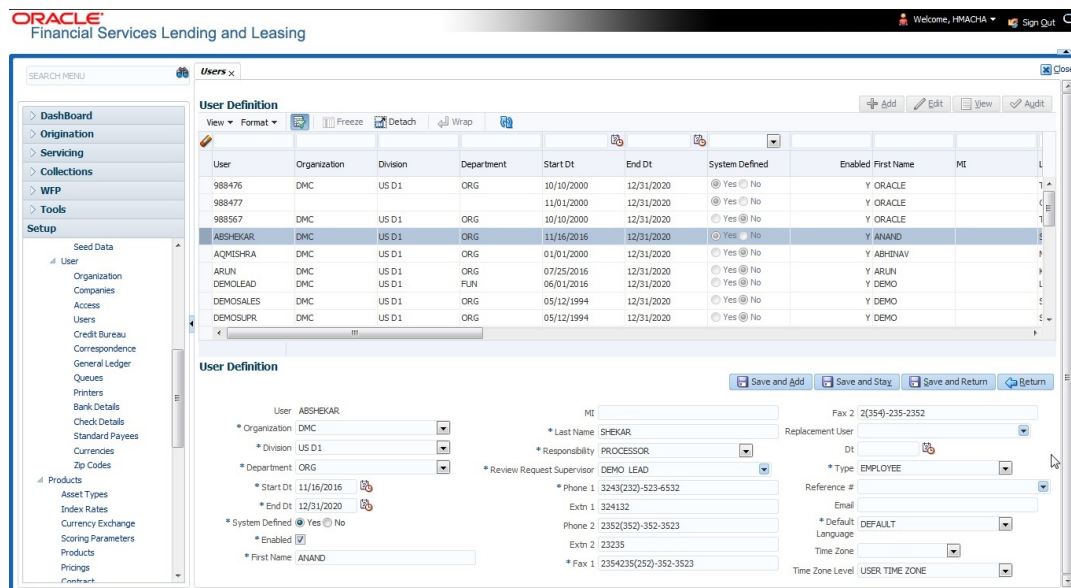 ORACLE
Financial Services Lending and Leasing
Welcome, HMACHA Sign Out
SEARCH MENU
Users
Close
DashBoard
Origination
Servicing
Collections
WFP
Tools
Setup
Seed Data
User
Organization
Companies
Access
Users
Credit Bureau
Correspondence
General Ledger
Queues
Printers
Bank Details
Check Details
Standard Payees
Currencies
Zip Codes
Products
Asset Types
Index Rates
Currency Exchange
Scoring Parameters
Products
Pricings
Contract
User Definition
Add Edit View Audit
View Format Freeze Detach Wrap
User Organization Division Department Start Dt End Dt System Defined Enabled First Name MI L
988476 DMC US D1 ORG 10/10/2000 12/31/2020 Yes No Y ORACLE T
988477 11/01/2000 12/31/2020 Yes No Y ORACLE
988567 DMC US D1 ORG 10/10/2000 12/31/2020 Yes No Y ORACLE T
ABSHEKAR DMC US D1 ORG 11/16/2016 12/31/2020 Yes No Y ANAND S
AQMISHRA DMC US D1 ORG 01/01/2000 12/31/2020 Yes No Y ABHINAV
ARUN DMC US D1 ORG 07/25/2016 12/31/2020 Yes No Y ARUN
DEMOLEAD DMC US D1 FUN 06/01/2016 12/31/2020 Yes No Y DEMO L
DEMOSALES DMC US D1 ORG 05/12/1994 12/31/2020 Yes No Y DEMO S
DEMOSUPR DMC US D1 ORG 05/12/1994 12/31/2020 Yes No Y DEMO S
User Definition
Save and Add Save and Stay Save and Return Return
User ABSHEKAR
* Organization DMC
* Division US D1
* Department ORG
* Start Dt 11/16/2016
* End Dt 12/31/2020
* System Defined Yes No
* Enabled
* First Name ANAND
MI
* Last Name SHEKAR
* Responsibility PROCESSOR
* Review Request Supervisor DEMO LEAD
* Phone 1 3243(232)-523-6532
Extn 1 324132
Phone 2 2352(352)-352-3523
Extn 2 23235
* Fax 1 2354235(252)-352-3523
Fax 2 2(354)-235-2352
Replacement User
Dt
* Type EMPLOYEE
Reference #
Email
* Default Language DEFAULT
Time Zone
Time Zone Level USER TIME ZONE